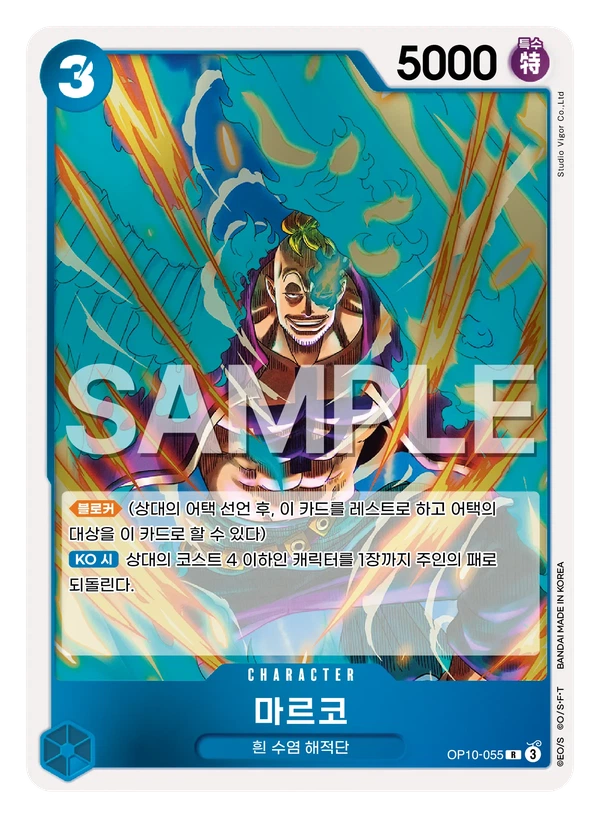 3
5000
특수
特
Studio Vigor Co.,Ltd
SAMPLE
블로커 (상대의 어택 선언 후, 이 카드를 레스트로 하고 어택의
대상을 이 카드로 할 수 있다)
KO 시 상대의 코스트 4 이하인 캐릭터를 1장까지 주인의 패로
되돌린다.
CHARACTER
마르코
흰 수염 해적단
OP10-055 R 3
©EIO/S ©O/S·F·T BANDAI MADE IN KOREA